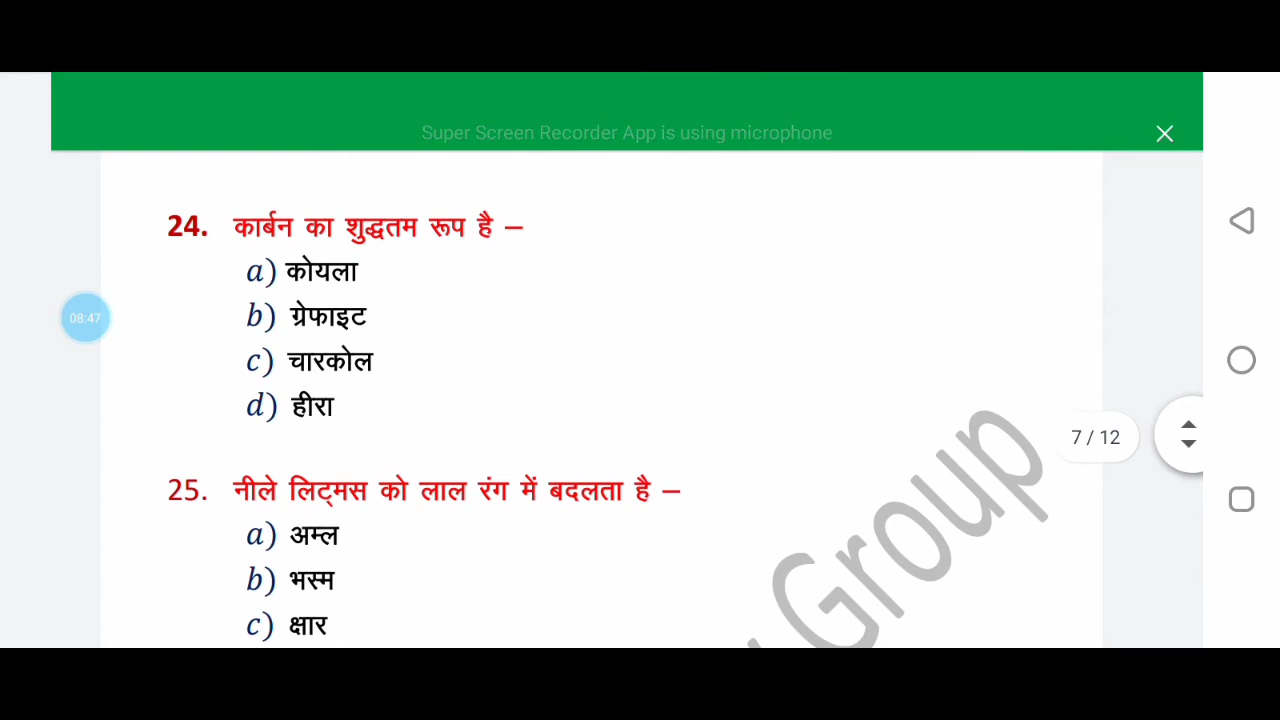 Super Screen Recorder App is using microphone
24. कार्बन का शुद्धतम रूप है –
a) कोयला
b) ग्रेफाइट
c) चारकोल
d) हीरा
08:47
7 / 12
25. नीले लिट्मस को लाल रंग में बदलता है –
a) अम्ल
b) भस्म
c) क्षार
Group